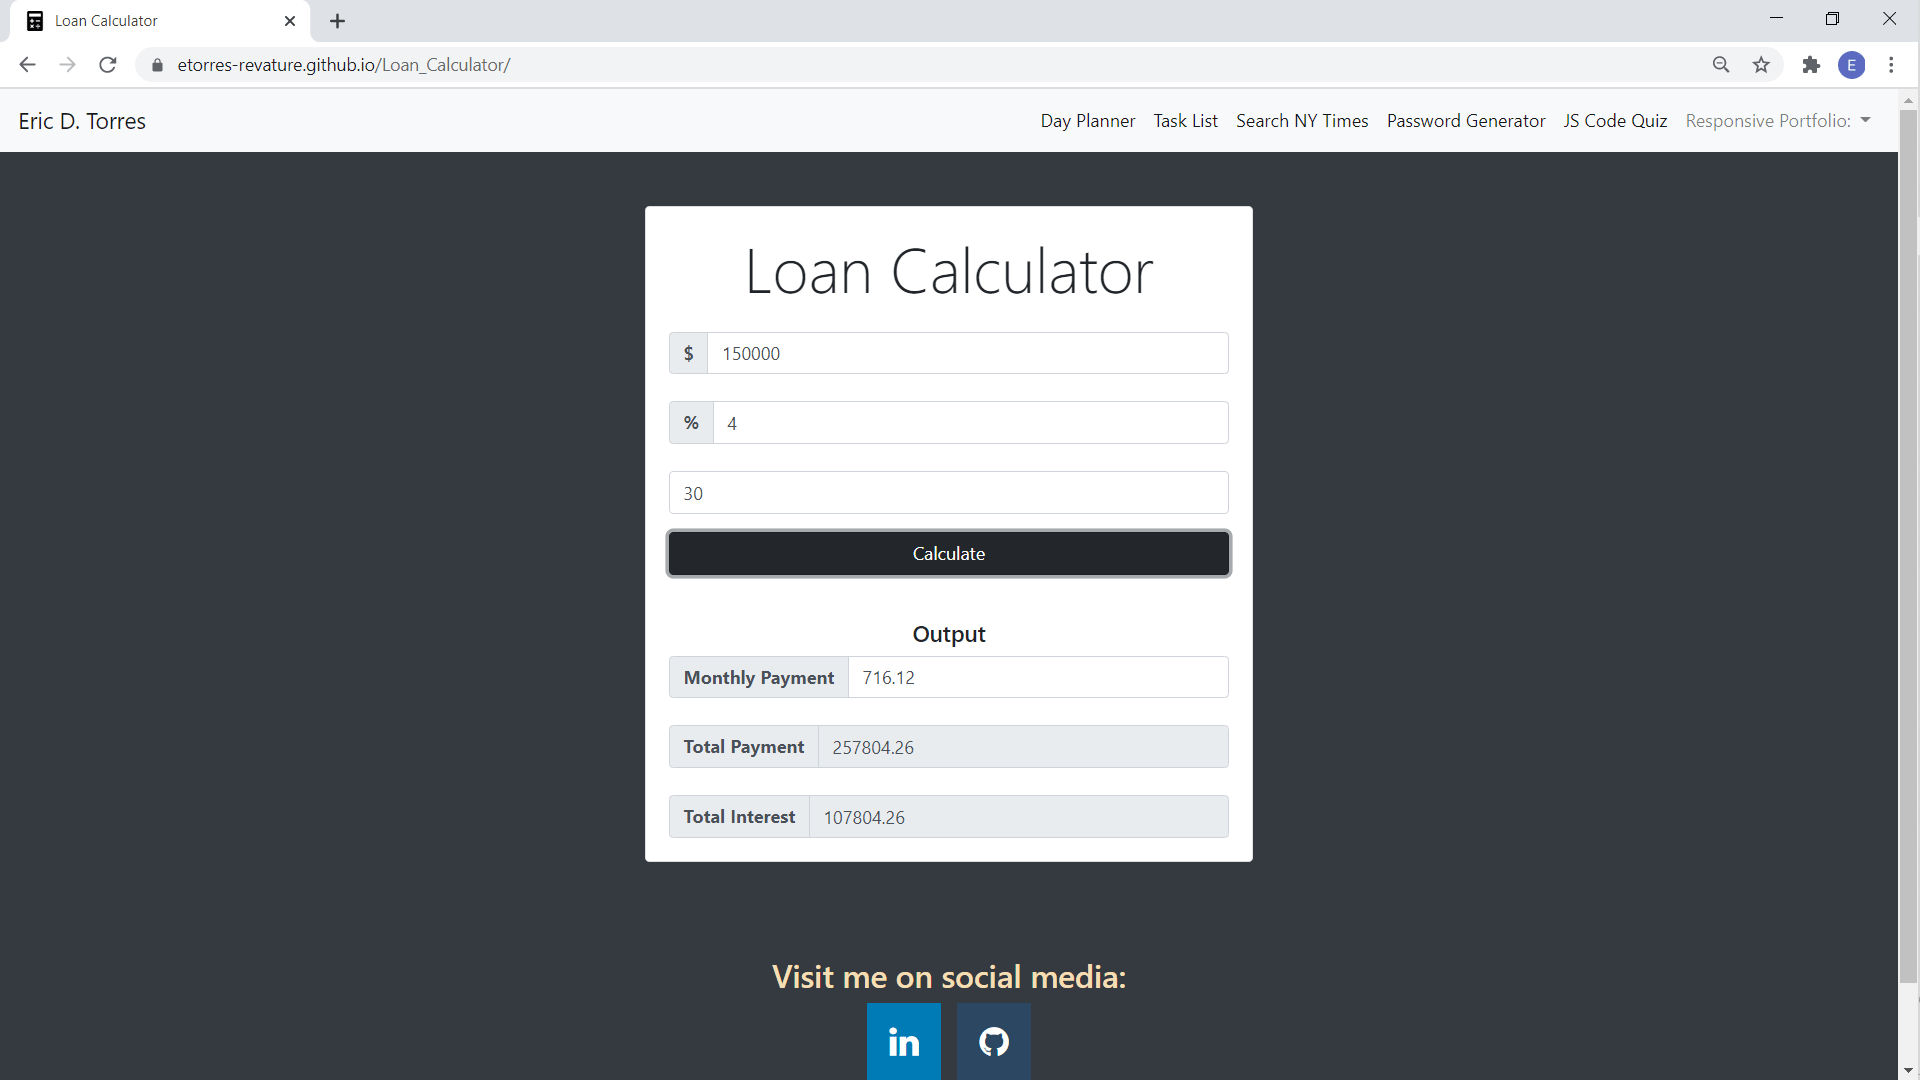 Loan Calculator
etorres-revature.github.io/Loan_Calculator/
E
Eric D. Torres
Day Planner
Task List
Search NY Times
Password Generator
JS Code Quiz
Responsive Portfolio:
Loan Calculator
$ 150000
% 4
30
Calculate
Output
Monthly Payment 716.12
Total Payment 257804.26
Total Interest 107804.26
Visit me on social media:
in